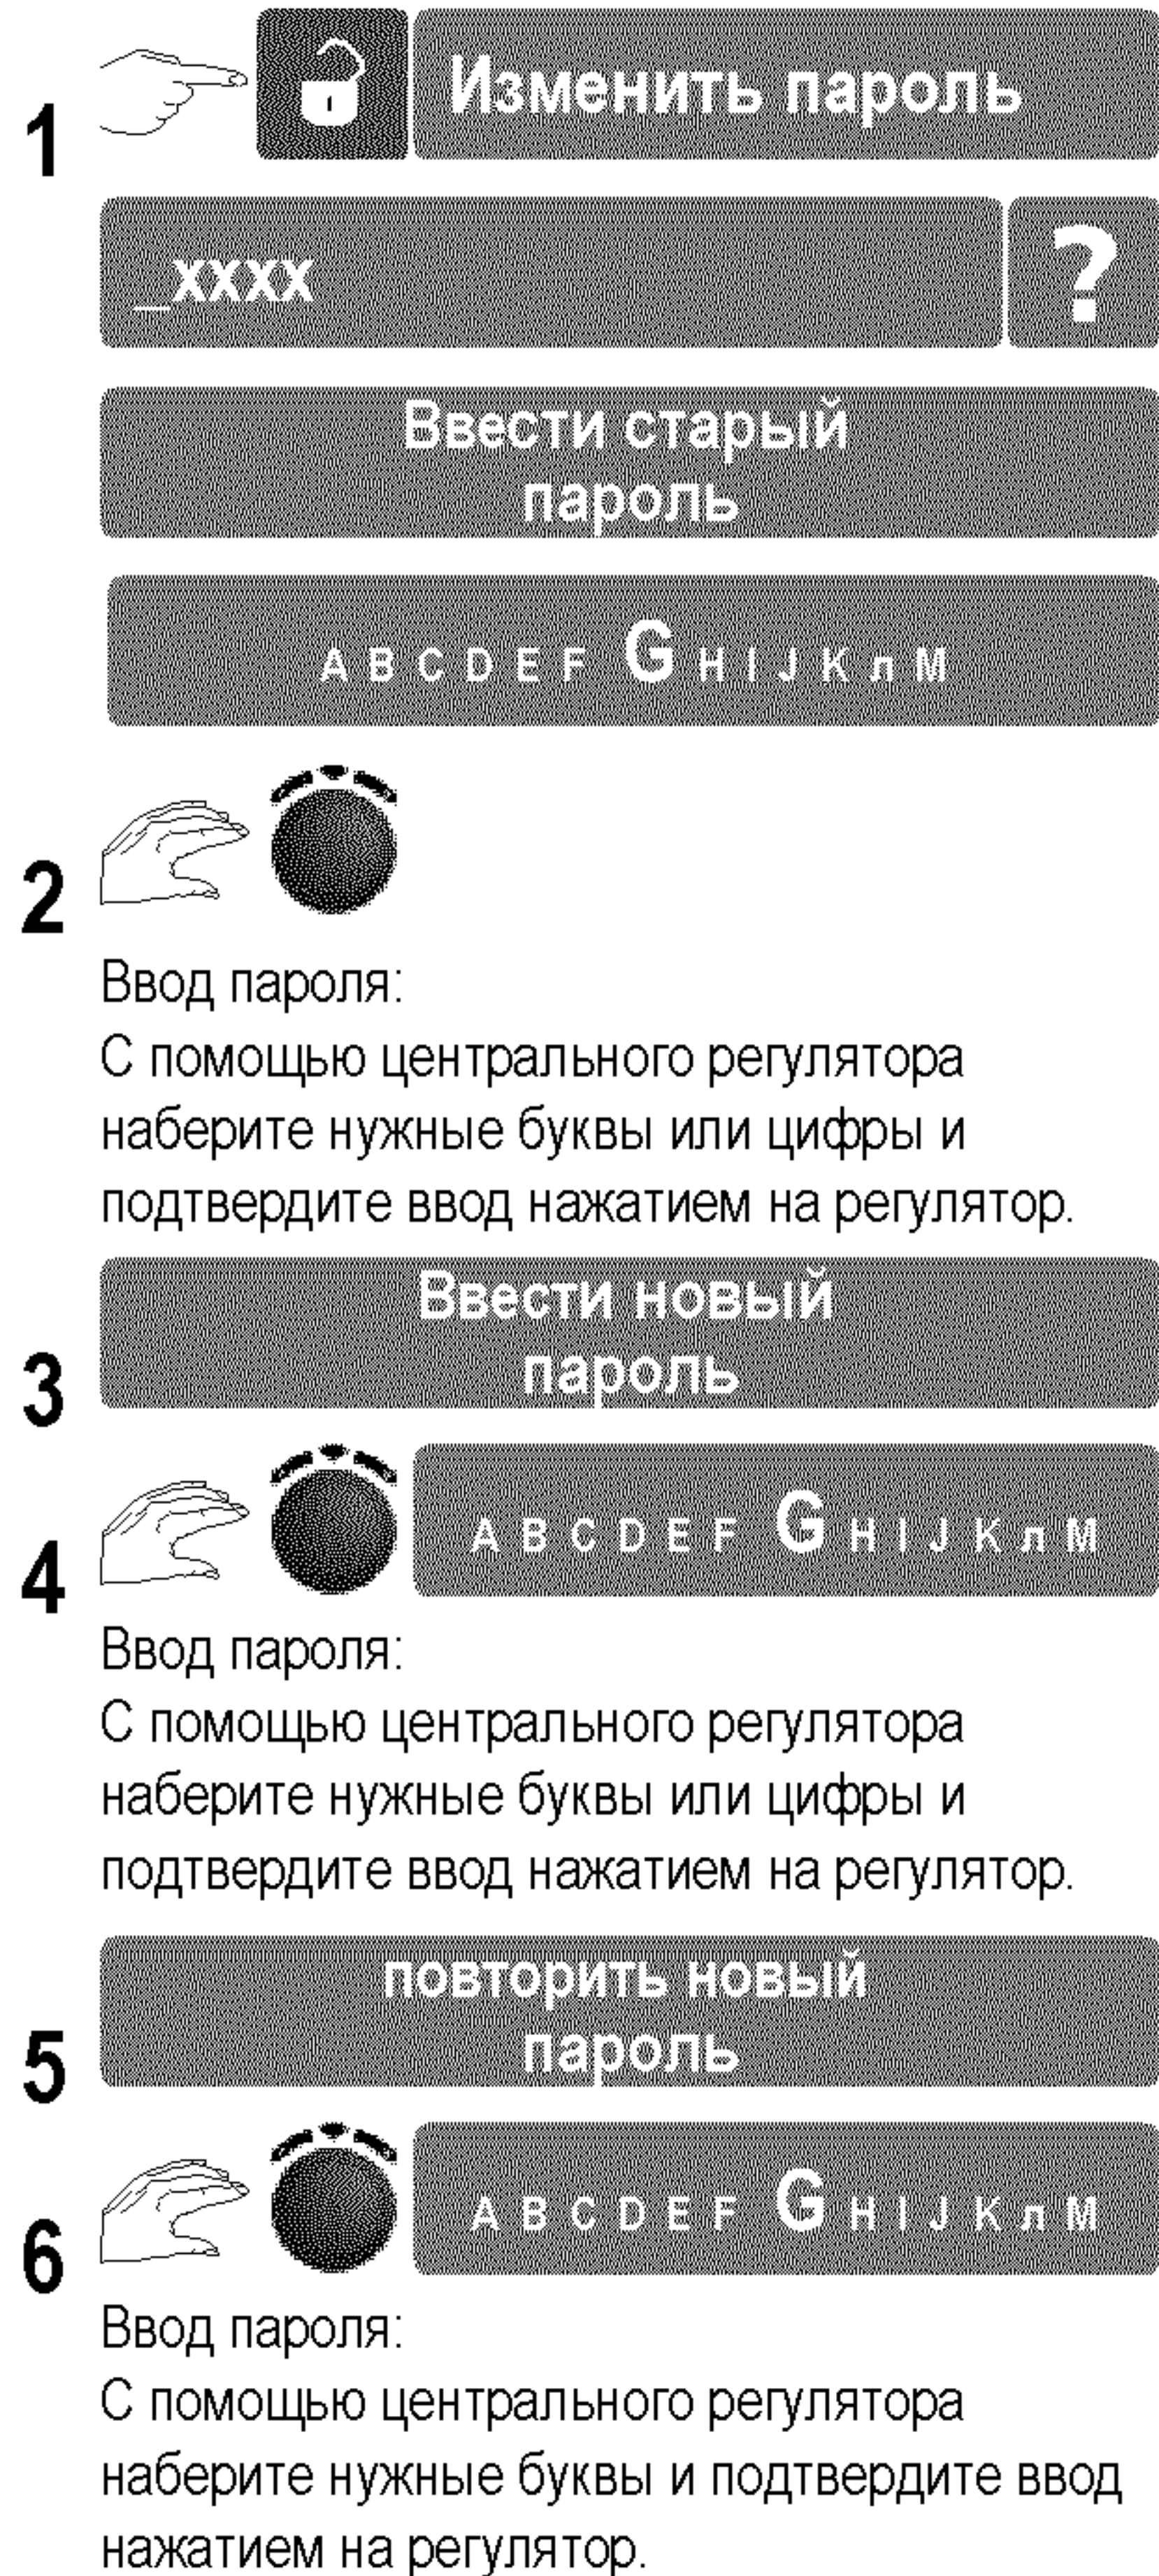 1 Изменить пароль
_xxxx ?
Ввести старый
пароль
A B C D E F G H I J K л M
2
Ввод пароля:
С помощью центрального регулятора
наберите нужные буквы или цифры и
подтвердите ввод нажатием на регулятор.
Ввести новый
пароль
3
4 A B C D E F G H I J K л M
Ввод пароля:
С помощью центрального регулятора
наберите нужные буквы или цифры и
подтвердите ввод нажатием на регулятор.
повторить новый
пароль
5
6 A B C D E F G H I J K л M
Ввод пароля:
С помощью центрального регулятора
наберите нужные буквы и подтвердите ввод
нажатием на регулятор.